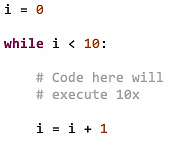 i = 0
while i < 10:
    # Code here will
    # execute 10x
    i = i + 1